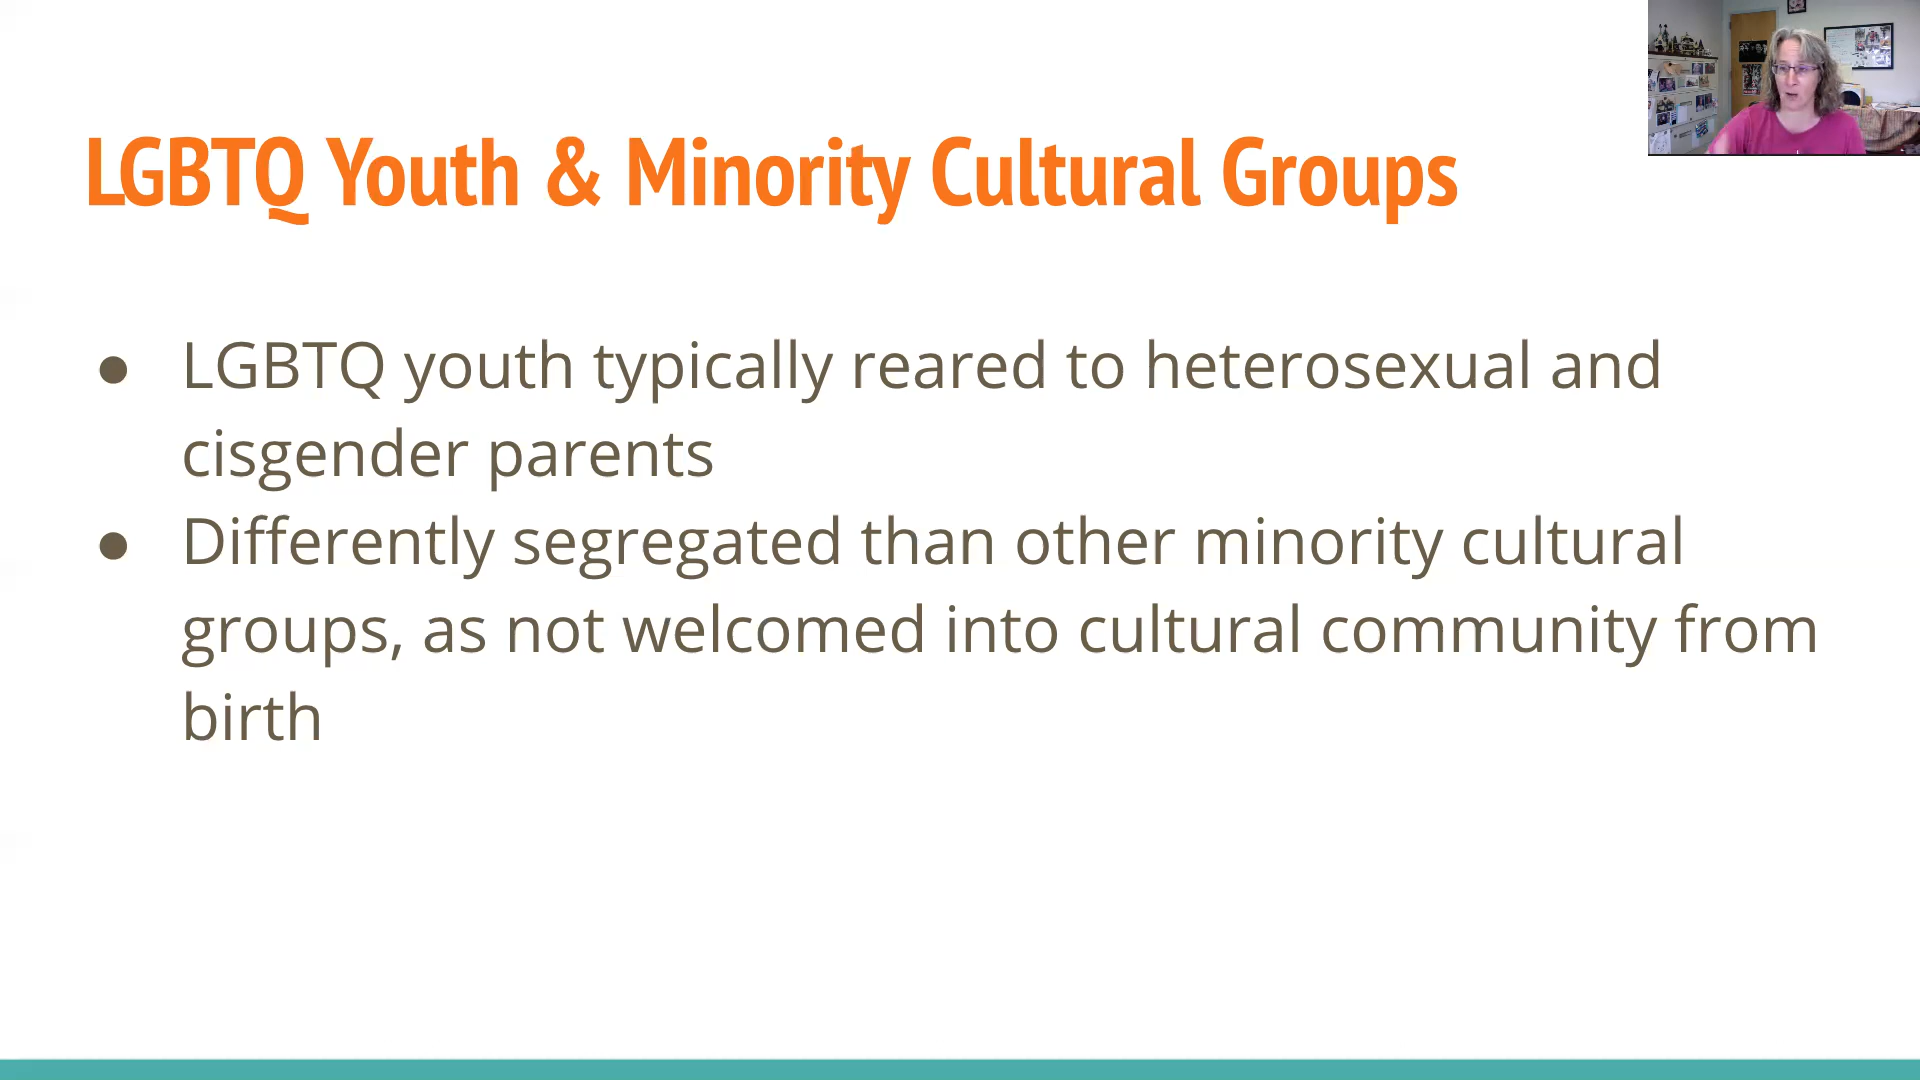 LGBTQ Youth & Minority Cultural Groups
● LGBTQ youth typically reared to heterosexual and
cisgender parents
● Differently segregated than other minority cultural
groups, as not welcomed into cultural community from
birth